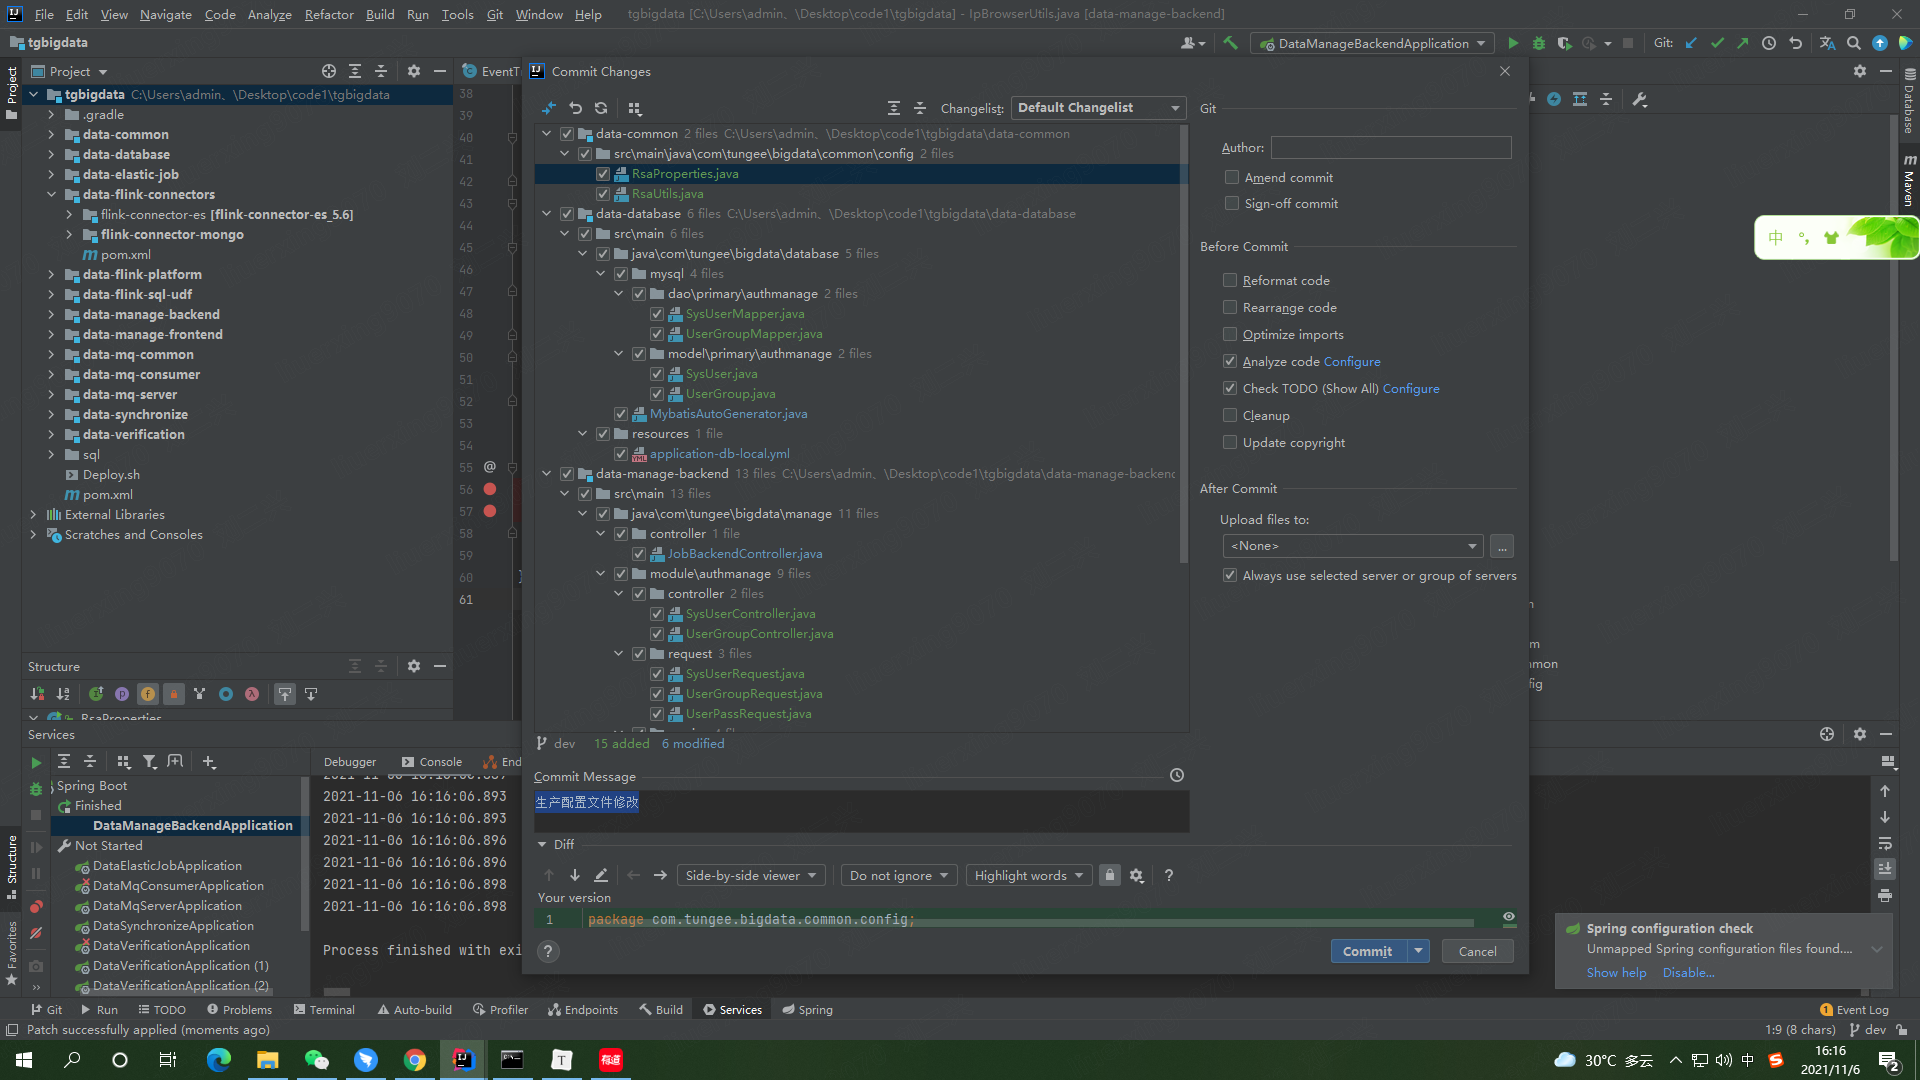 File Edit View Navigate Code Analyze Refactor Build Run Tools Git Window Help tgbigdata [C:\Users\admin、\Desktop\code1\tgbigdata] - IpBrowserUtils.java [data-manage-backend]
tgbigdata
DataManageBackendApplication
Git:
Project
EventTr
tgbigdata C:\Users\admin、\Desktop\code1\tgbigdata
.gradle
data-common
data-database
data-elastic-job
data-flink-connectors
flink-connector-es [flink-connector-es_5.6]
flink-connector-mongo
pom.xml
data-flink-platform
data-flink-sql-udf
data-manage-backend
data-manage-frontend
data-mq-common
data-mq-consumer
data-mq-server
data-synchronize
data-verification
sql
Deploy.sh
pom.xml
External Libraries
Scratches and Consoles
38
39
40
41
42
43
44
45
46
47
48
49
50
51
52
53
54
55
56
57
58
59
60
61
Commit Changes
Changelist: Default Changelist
data-common 2 files C:\Users\admin、\Desktop\code1\tgbigdata\data-common
src\main\java\com\tungee\bigdata\common\config 2 files
RsaProperties.java
RsaUtils.java
data-database 6 files C:\Users\admin、\Desktop\code1\tgbigdata\data-database
src\main 6 files
java\com\tungee\bigdata\database 5 files
mysql 4 files
dao\primary\authmanage 2 files
SysUserMapper.java
UserGroupMapper.java
model\primary\authmanage 2 files
SysUser.java
UserGroup.java
MybatisAutoGenerator.java
resources 1 file
application-db-local.yml
data-manage-backend 13 files C:\Users\admin、\Desktop\code1\tgbigdata\data-manage-backend
src\main 13 files
java\com\tungee\bigdata\manage 11 files
controller 1 file
JobBackendController.java
module\authmanage 9 files
controller 2 files
SysUserController.java
UserGroupController.java
request 3 files
SysUserRequest.java
UserGroupRequest.java
UserPassRequest.java
dev 15 added 6 modified
Commit Message
生产配置文件修改
Diff
Side-by-side viewer Do not ignore Highlight words ?
Your version
1 package com.tungee.bigdata.common.config;
? Commit Cancel
Git
Author:
Amend commit
Sign-off commit
Before Commit
Reformat code
Rearrange code
Optimize imports
Analyze code Configure
Check TODO (Show All) Configure
Cleanup
Update copyright
After Commit
Upload files to:
<None> ...
Always use selected server or group of servers
Database
Maven
中 °,
n
m
mon
fig
Structure
RsaProperties
Services
Debugger Console End
Spring Boot
Finished
DataManageBackendApplication
Not Started
DataElasticJobApplication
DataMqConsumerApplication
DataMqServerApplication
DataSynchronizeApplication
DataVerificationApplication
DataVerificationApplication (1)
DataVerificationApplication (2)
2021-11-06 16:16:06.893
2021-11-06 16:16:06.893
2021-11-06 16:16:06.896
2021-11-06 16:16:06.896
2021-11-06 16:16:06.898
2021-11-06 16:16:06.898
Process finished with exi
Project
Structure
Favorites
Spring configuration check
Unmapped Spring configuration files found....
Show help Disable...
Git Run TODO Problems Terminal Auto-build Profiler Endpoints Build Services Spring 1 Event Log
Patch successfully applied (moments ago) 1:9 (8 chars) dev
T 有道 30°C 多云 中 16:16
2021/11/6 2